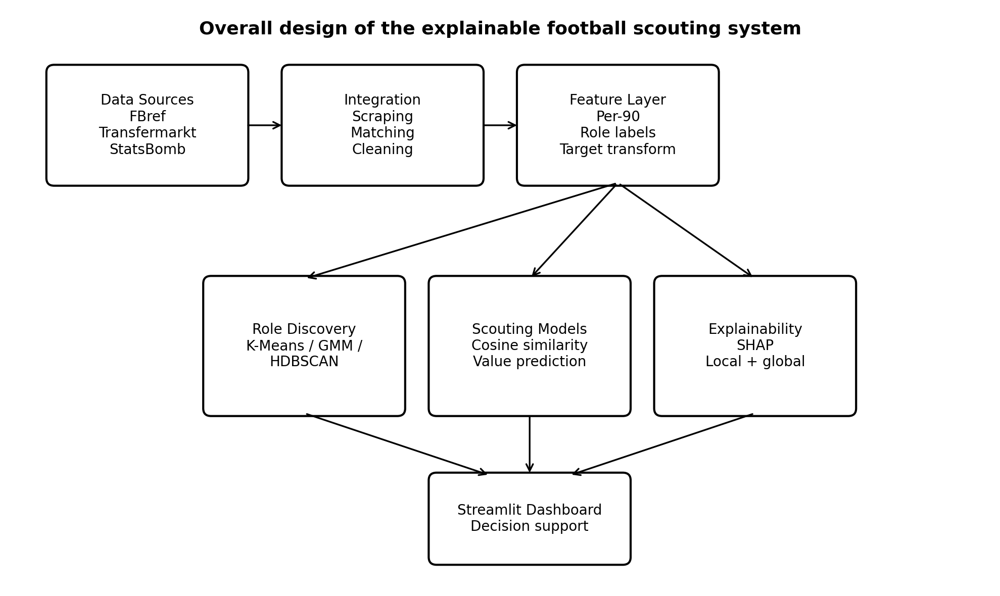 Overall design of the explainable football scouting system
Data Sources
FBref
Transfermarkt
StatsBomb
Integration
Scraping
Matching
Cleaning
Feature Layer
Per-90
Role labels
Target transform
Role Discovery
K-Means / GMM /
HDBSCAN
Scouting Models
Cosine similarity
Value prediction
Explainability
SHAP
Local + global
Streamlit Dashboard
Decision support